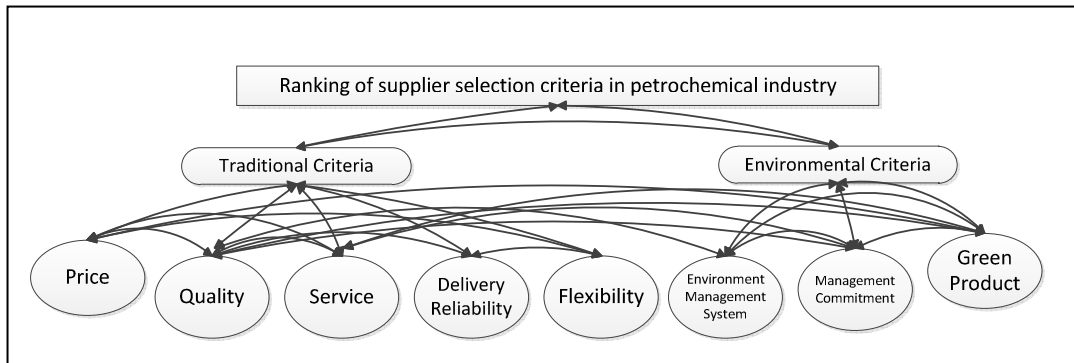 Ranking of supplier selection criteria in petrochemical industry
Traditional Criteria
Environmental Criteria
Price
Quality
Service
Delivery
Reliability
Flexibility
Environment
Management
System
Management
Commitment
Green
Product